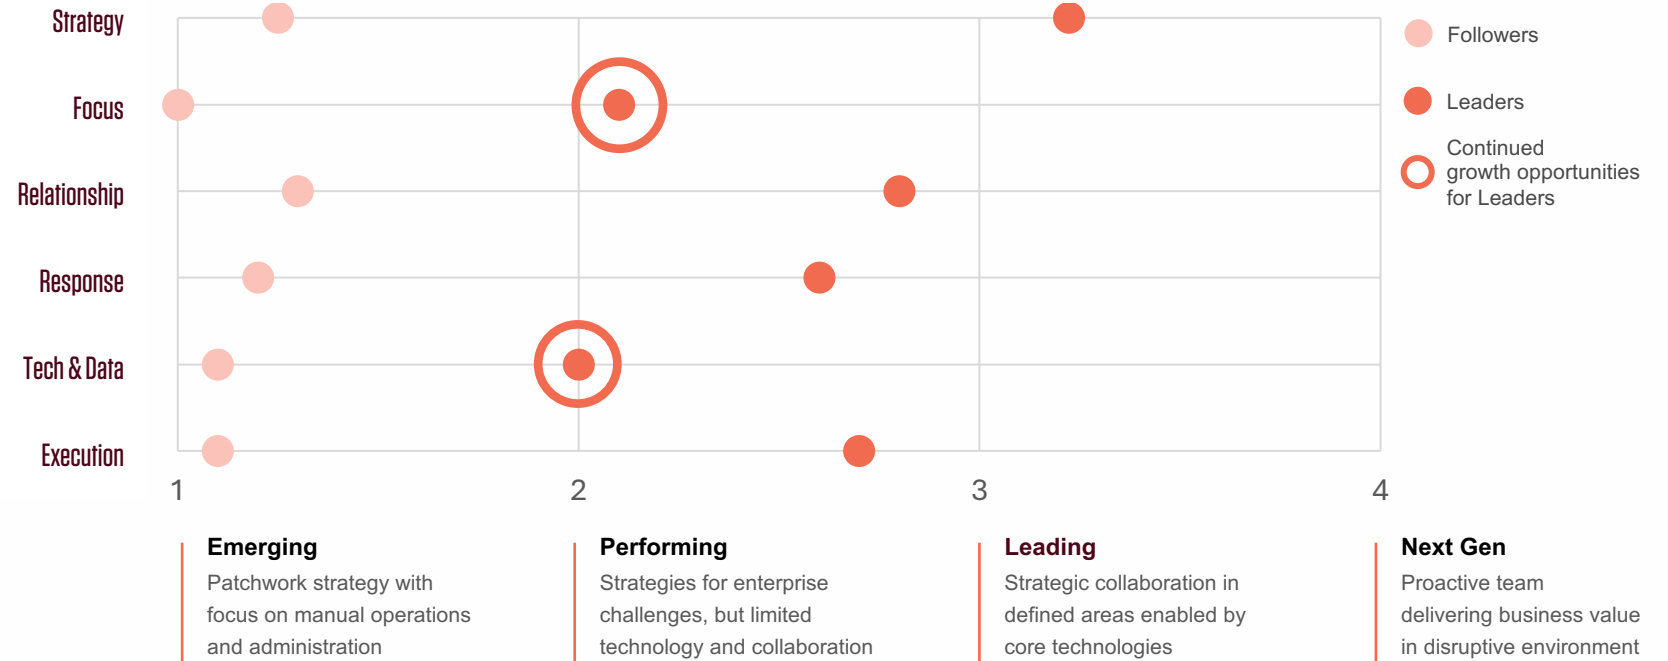 Strategy
Focus
Relationship
Response
Tech & Data
Execution
1 2 3 4
Followers
Leaders
Continued
growth opportunities
for Leaders
Emerging
Patchwork strategy with
focus on manual operations
and administration
Performing
Strategies for enterprise
challenges, but limited
technology and collaboration
Leading
Strategic collaboration in
defined areas enabled by
core technologies
Next Gen
Proactive team
delivering business value
in disruptive environment